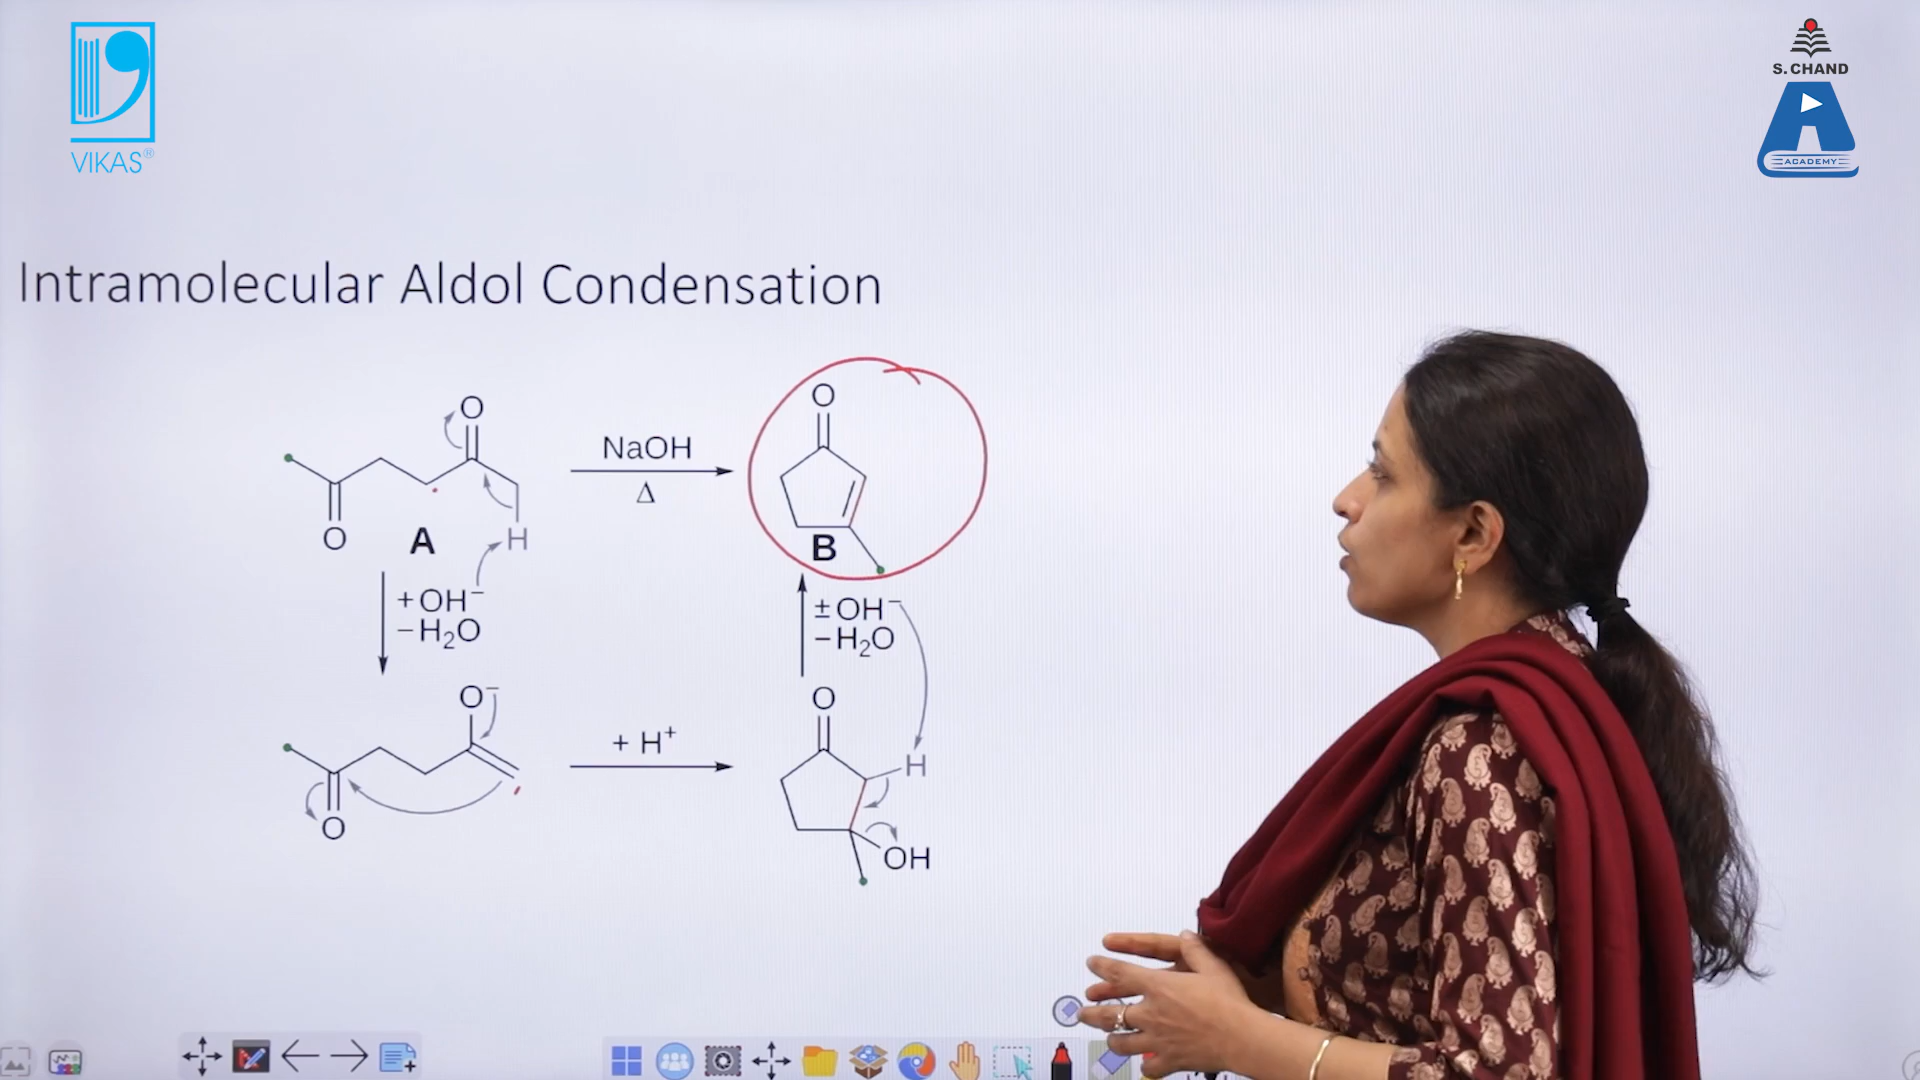 VIKAS®
S. CHAND
ACADEMY
Intramolecular Aldol Condensation
O
O
H
A
NaOH
Δ
O
B
+OH⁻
−H₂O
±OH⁻
−H₂O
O⁻
O
+ H⁺
O
H
OH